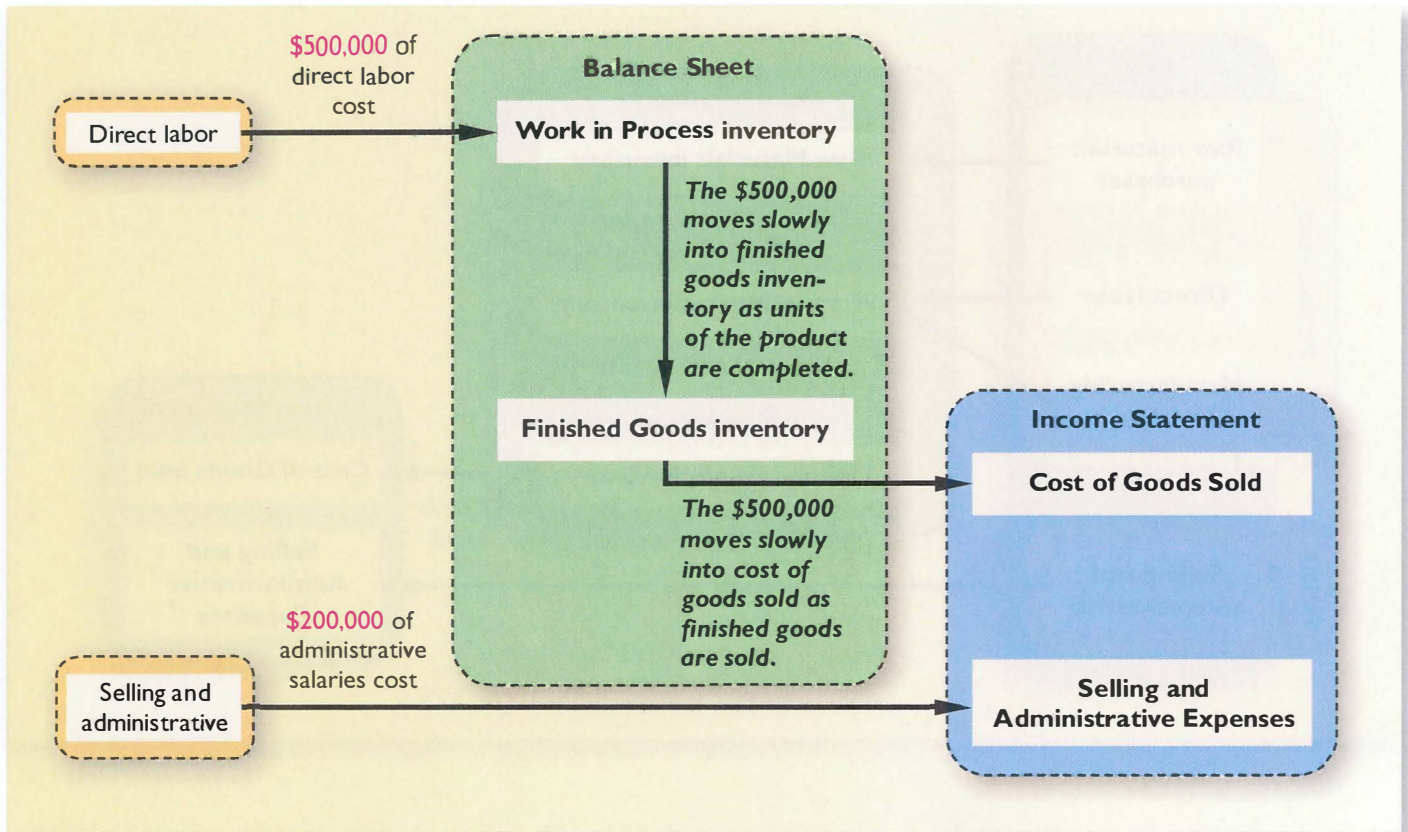 $500,000 of
direct labor
cost
Direct labor
Balance Sheet
Work in Process inventory
The $500,000
moves slowly
into finished
goods inven-
tory as units
of the product
are completed.
Finished Goods inventory
The $500,000
moves slowly
into cost of
goods sold as
finished goods
are sold.
Income Statement
Cost of Goods Sold
$200,000 of
administrative
salaries cost
Selling and
administrative
Selling and
Administrative Expenses